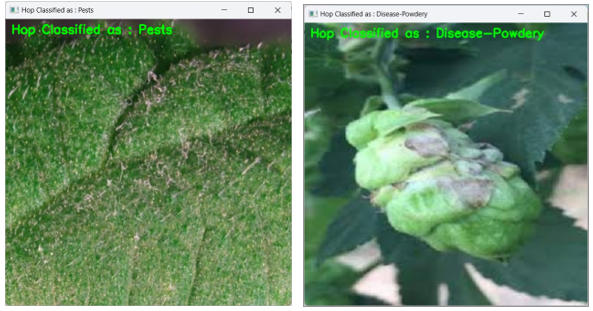 Hop Classified as : Pests
Hop Classified as : Pests
Hop Classified as : Disease-Powdery
Hop Classified as : Disease-Powdery